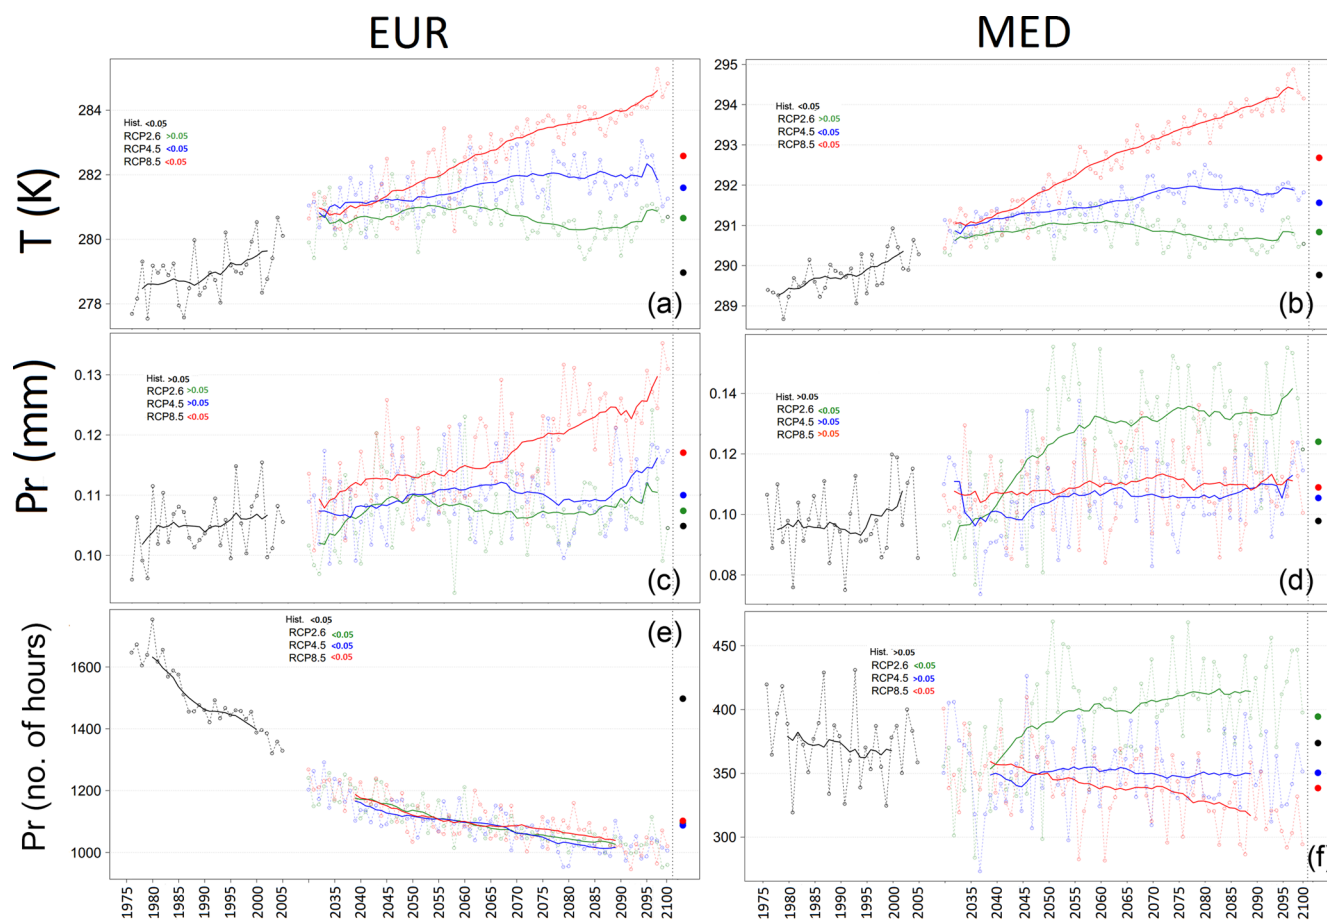 EUR
MED
T (K)
284
282
280
278
Hist. <0.05
RCP2.6 >0.05
RCP4.5 <0.05
RCP8.5 <0.05
(a)
295
294
293
292
291
290
289
Hist. <0.05
RCP2.6 >0.05
RCP4.5 <0.05
RCP8.5 <0.05
(b)
Pr (mm)
0.13
0.12
0.11
0.10
Hist. >0.05
RCP2.6 >0.05
RCP4.5 >0.05
RCP8.5 <0.05
(c)
0.14
0.12
0.10
0.08
Hist. >0.05
RCP2.6 <0.05
RCP4.5 >0.05
RCP8.5 >0.05
(d)
Pr (no. of hours)
1600
1400
1200
1000
Hist. <0.05
RCP2.6 <0.05
RCP4.5 <0.05
RCP8.5 <0.05
(e)
450
400
350
300
Hist. >0.05
RCP2.6 <0.05
RCP4.5 >0.05
RCP8.5 <0.05
(f)
1975 1980 1985 1990 1995 2000 2005 2030 2035 2040 2045 2050 2055 2060 2065 2070 2075 2080 2085 2090 2095 2100
1975 1980 1985 1990 1995 2000 2005 2030 2035 2040 2045 2050 2055 2060 2065 2070 2075 2080 2085 2090 2095 2100